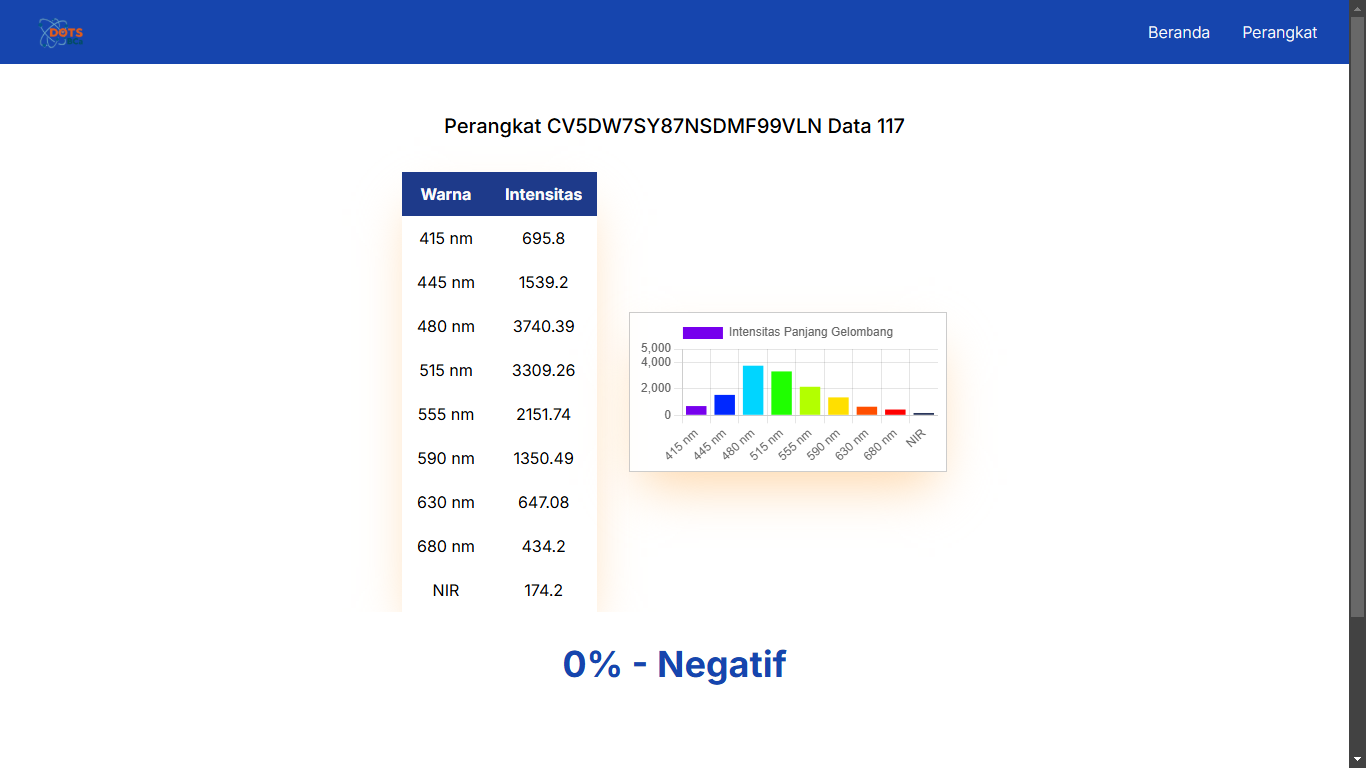 DOTS
Beranda Perangkat
Perangkat CV5DW7SY87NSDMF99VLN Data 117
Warna Intensitas
415 nm 695.8
445 nm 1539.2
480 nm 3740.39
515 nm 3309.26
555 nm 2151.74
590 nm 1350.49
630 nm 647.08
680 nm 434.2
NIR 174.2
Intensitas Panjang Gelombang
5,000
4,000
2,000
0
415 nm 445 nm 480 nm 515 nm 555 nm 590 nm 630 nm 680 nm NIR
0% - Negatif